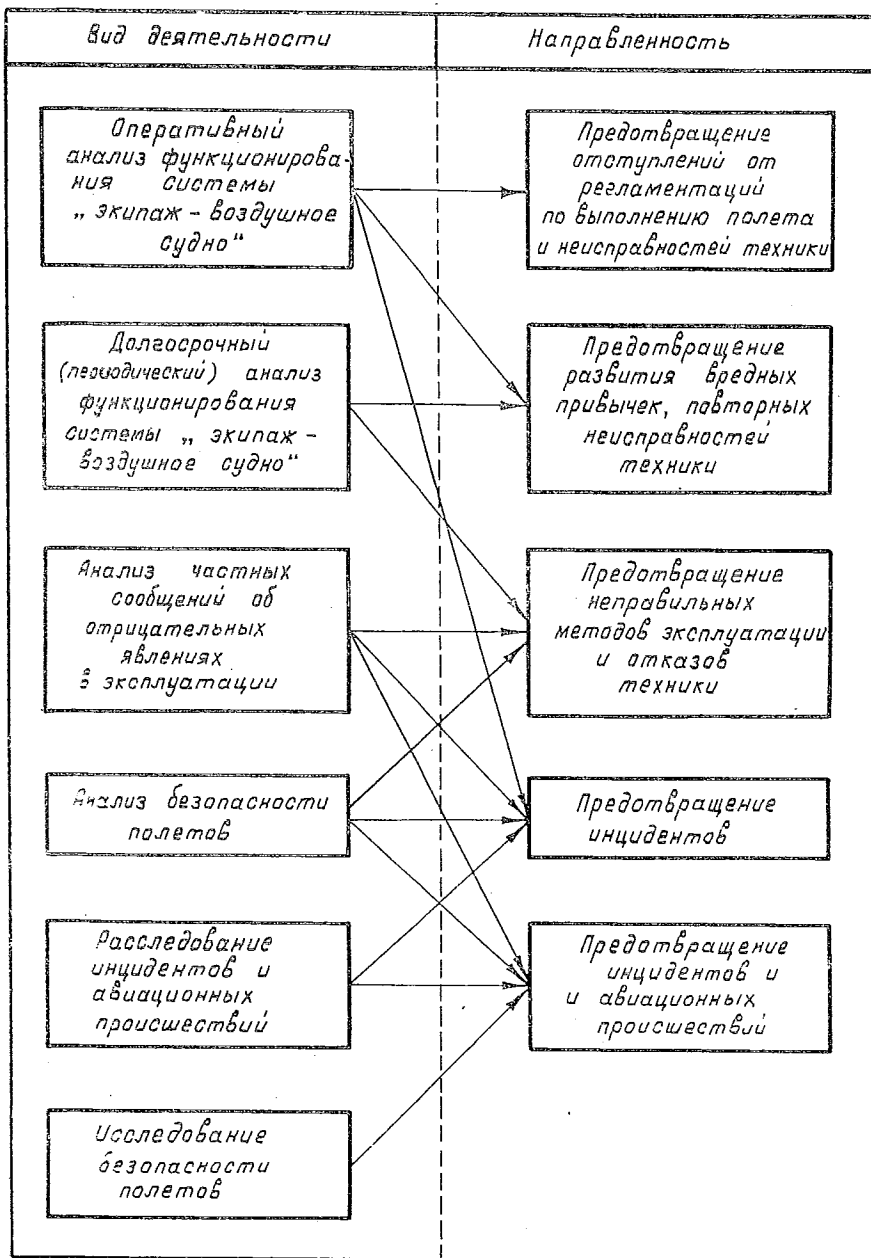 Вид деятельности
Направленность
Оперативный
анализ функционирова-
ния системы
„ экипаж - воздушное
судно"
Предотвращение
отступлений от
регламентаций
по выполнению полета
и неисправностей техники
Долгосрочный
(периодический) анализ
функционирования
системы „ экипаж -
воздушное судно"
Предотвращение
развития вредных
привычек, повторных
неисправностей
техники
Анализ частных
сообщений об
отрицательных
явлениях
в эксплуатации
Предотвращение
неправильных
методов эксплуатации
и отказов
техники
Анализ безопасности
полетов
Предотвращение
инцидентов
Расследование
инцидентов и
авиационных
происшествий
Предотвращение
инцидентов и
и авиационных
происшествий
Исследование
безопасности
полетов